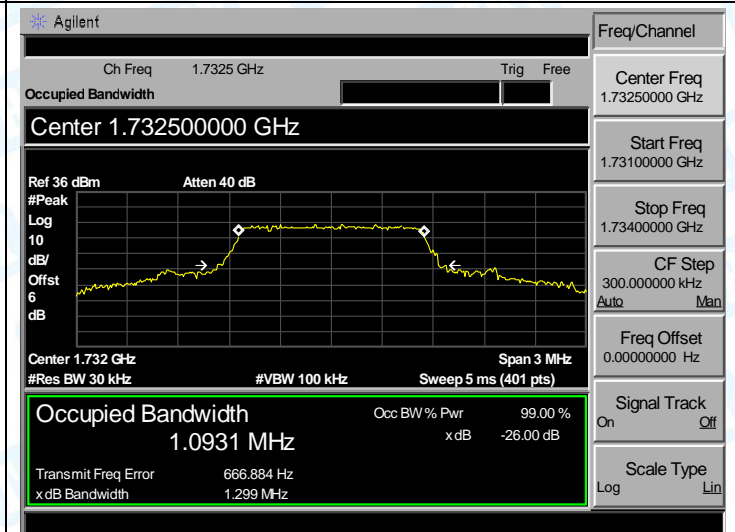 Agilent
Freq/Channel
Ch Freq 1.7325 GHz Trig Free
Occupied Bandwidth
Center 1.732500000 GHz
Ref 36 dBm Atten 40 dB
#Peak
Log
10
dB/
Offst
6
dB
Center 1.732 GHz Span 3 MHz
#Res BW 30 kHz #VBW 100 kHz Sweep 5 ms (401 pts)
Occupied Bandwidth
1.0931 MHz
Occ BW % Pwr 99.00 %
x dB -26.00 dB
Transmit Freq Error 666.884 Hz
x dB Bandwidth 1.299 MHz
Center Freq
1.73250000 GHz
Start Freq
1.73100000 GHz
Stop Freq
1.73400000 GHz
CF Step
300.000000 kHz
Auto Man
Freq Offset
0.00000000 Hz
Signal Track
On Off
Scale Type
Log Lin